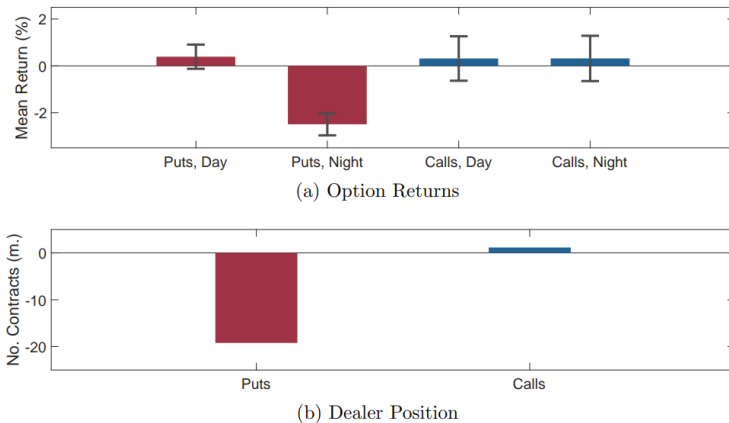 Mean Return (%)
2
0
-2
Puts, Day
Puts, Night
Calls, Day
Calls, Night
(a) Option Returns
No. Contracts (m.)
0
-10
-20
Puts
Calls
(b) Dealer Position